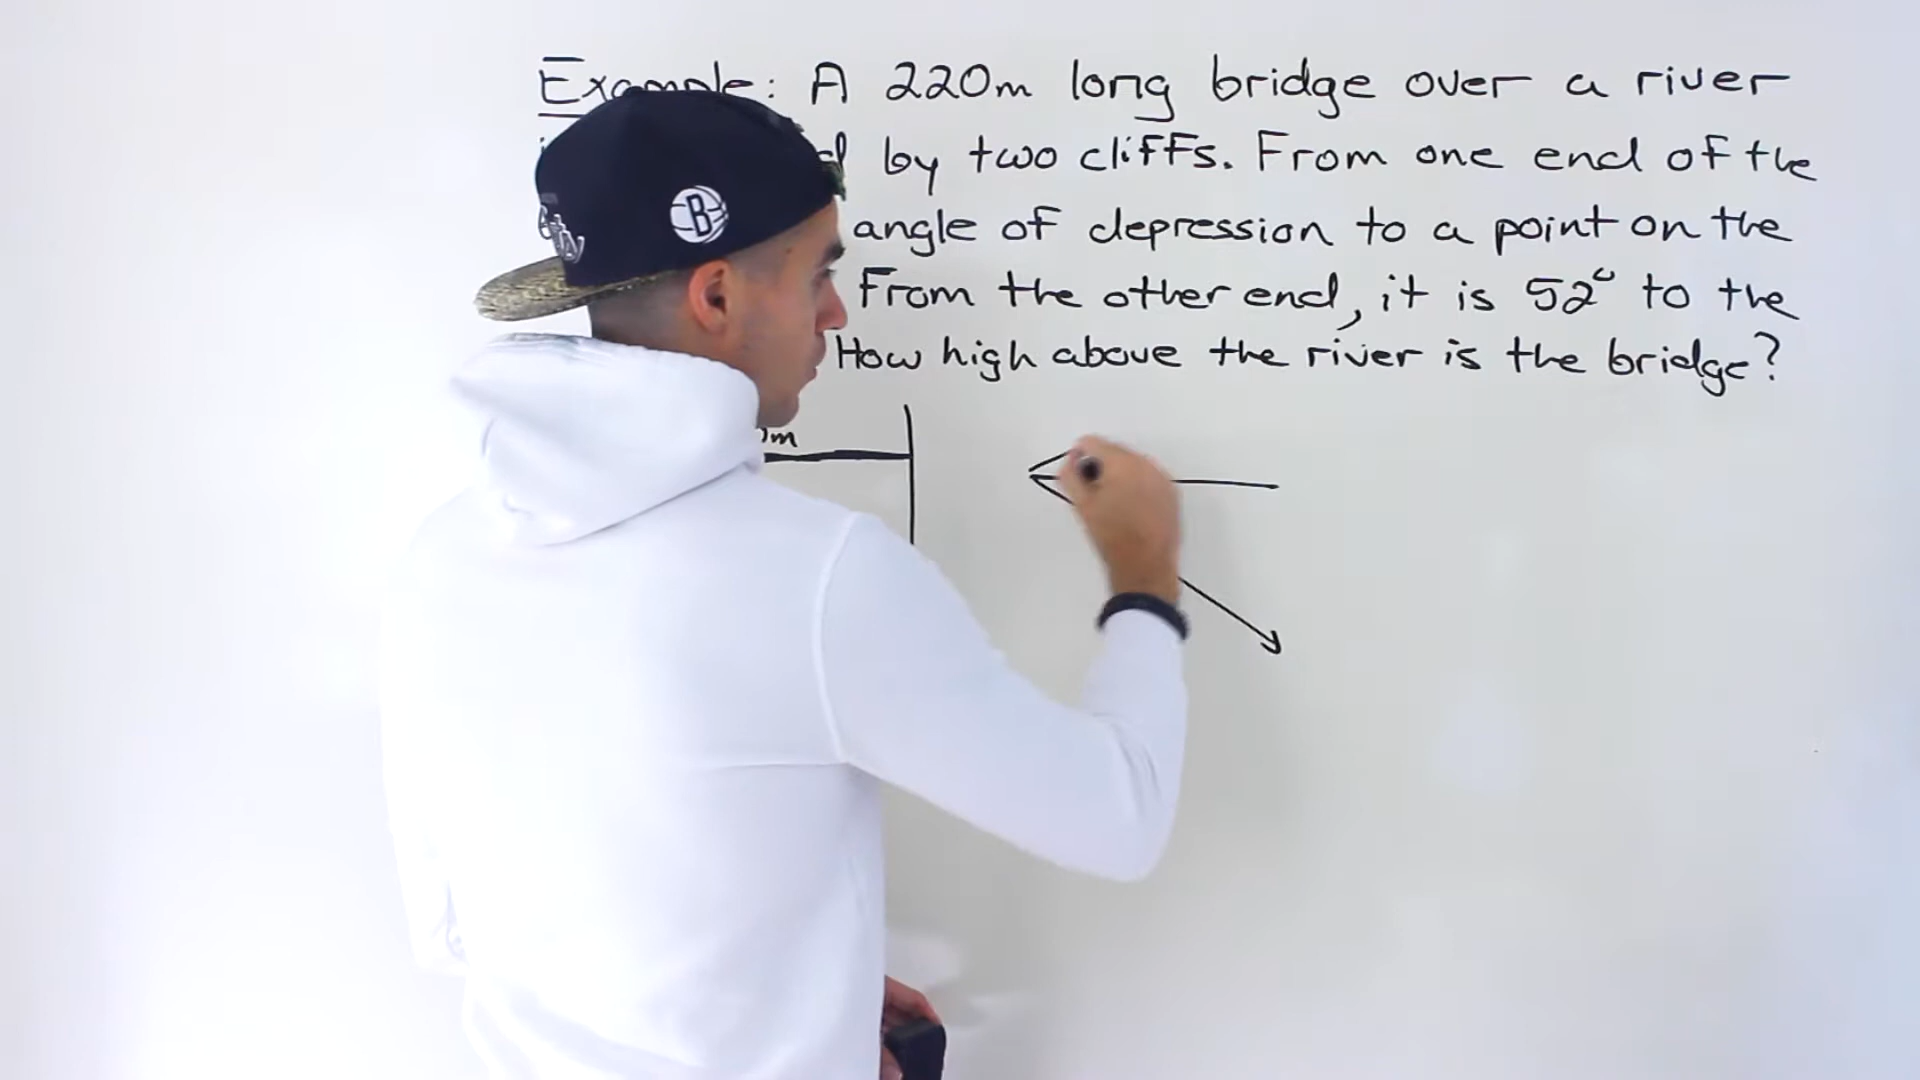 Example: A 220m long bridge over a river
by two cliffs. From one end of the
angle of depression to a point on the
From the other end, it is 52° to the
How high above the river is the bridge?
m
B